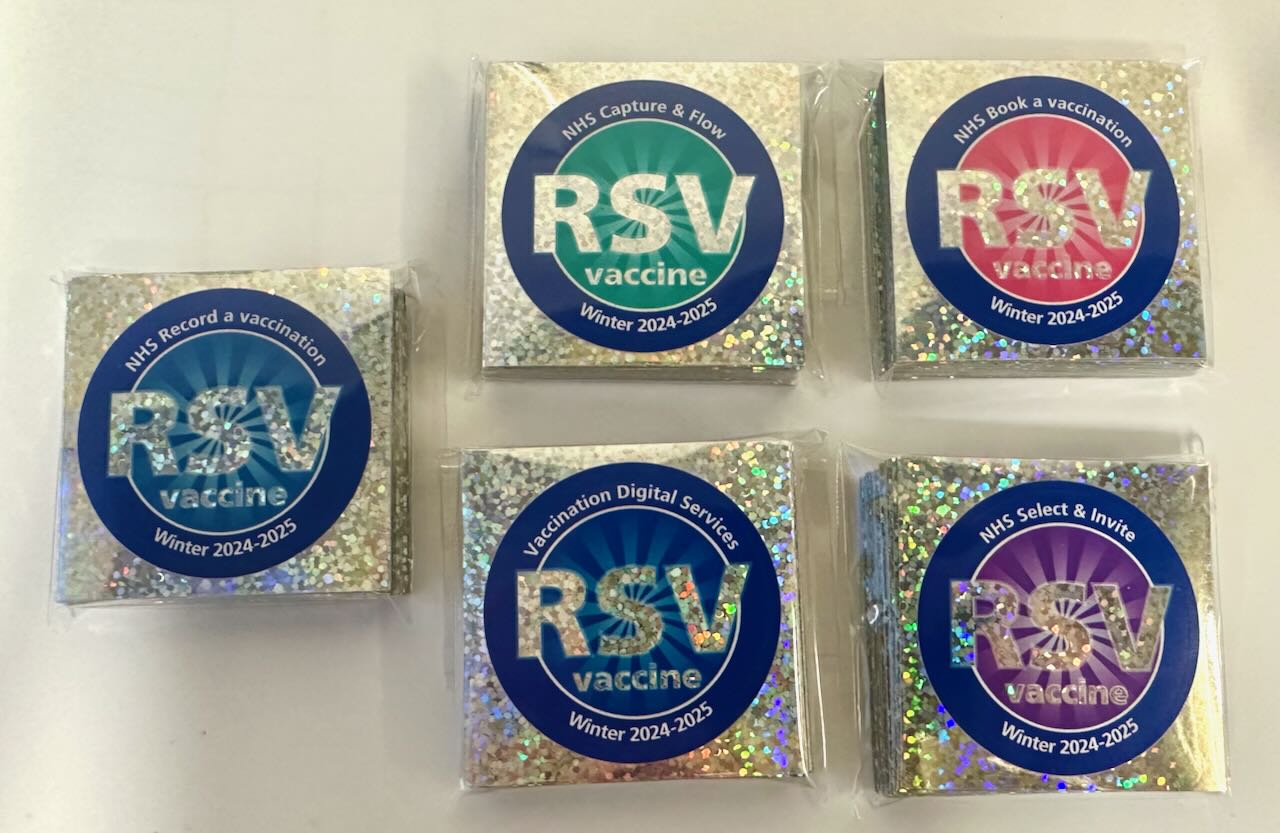 NHS Capture & Flow
RSV
vaccine
Winter 2024-2025
NHS Book a vaccination
RSV
vaccine
Winter 2024-2025
NHS Record a vaccination
RSV
vaccine
Winter 2024-2025
Vaccination Digital Services
RSV
vaccine
Winter 2024-2025
NHS Select & Invite
RSV
vaccine
Winter 2024-2025